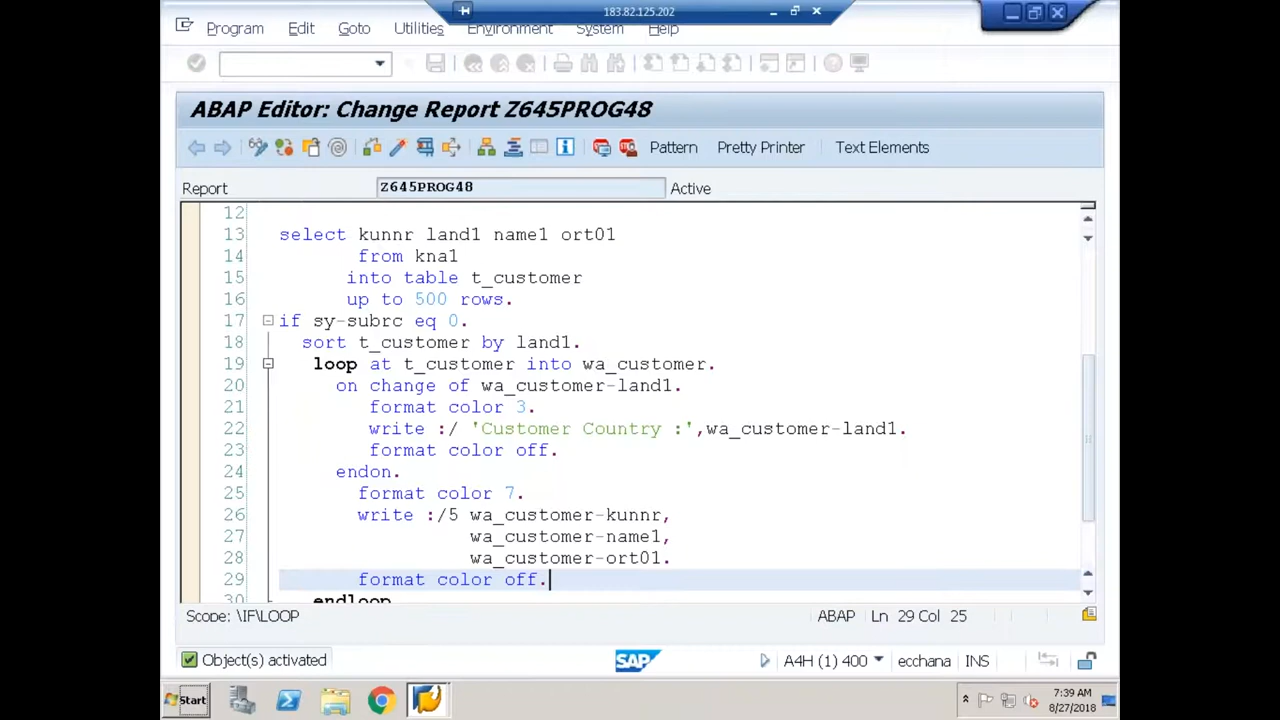 183.82.125.202
Program Edit Goto Utilities Environment System Help
ABAP Editor: Change Report Z645PROG48
Pattern Pretty Printer Text Elements
Report Z645PROG48 Active
12
13 select kunnr land1 name1 ort01
14 from kna1
15 into table t_customer
16 up to 500 rows.
17 if sy-subrc eq 0.
18 sort t_customer by land1.
19 loop at t_customer into wa_customer.
20 on change of wa_customer-land1.
21 format color 3.
22 write :/ 'Customer Country :',wa_customer-land1.
23 format color off.
24 endon.
25 format color 7.
26 write :/5 wa_customer-kunnr,
27 wa_customer-name1,
28 wa_customer-ort01.
29 format color off.
30 endloop
Scope: \IF\LOOP ABAP Ln 29 Col 25
Object(s) activated SAP A4H (1) 400 ecchana INS
Start 7:39 AM
8/27/2018